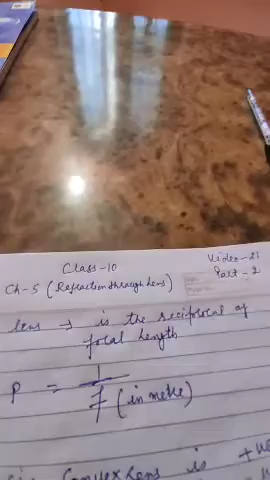 Class-10
Video-21
Ch-5 (Refraction through lens)
Part-2
lens → is the reciprocal of
focal length
P = 1/f (in metre)
convex lens is +ve